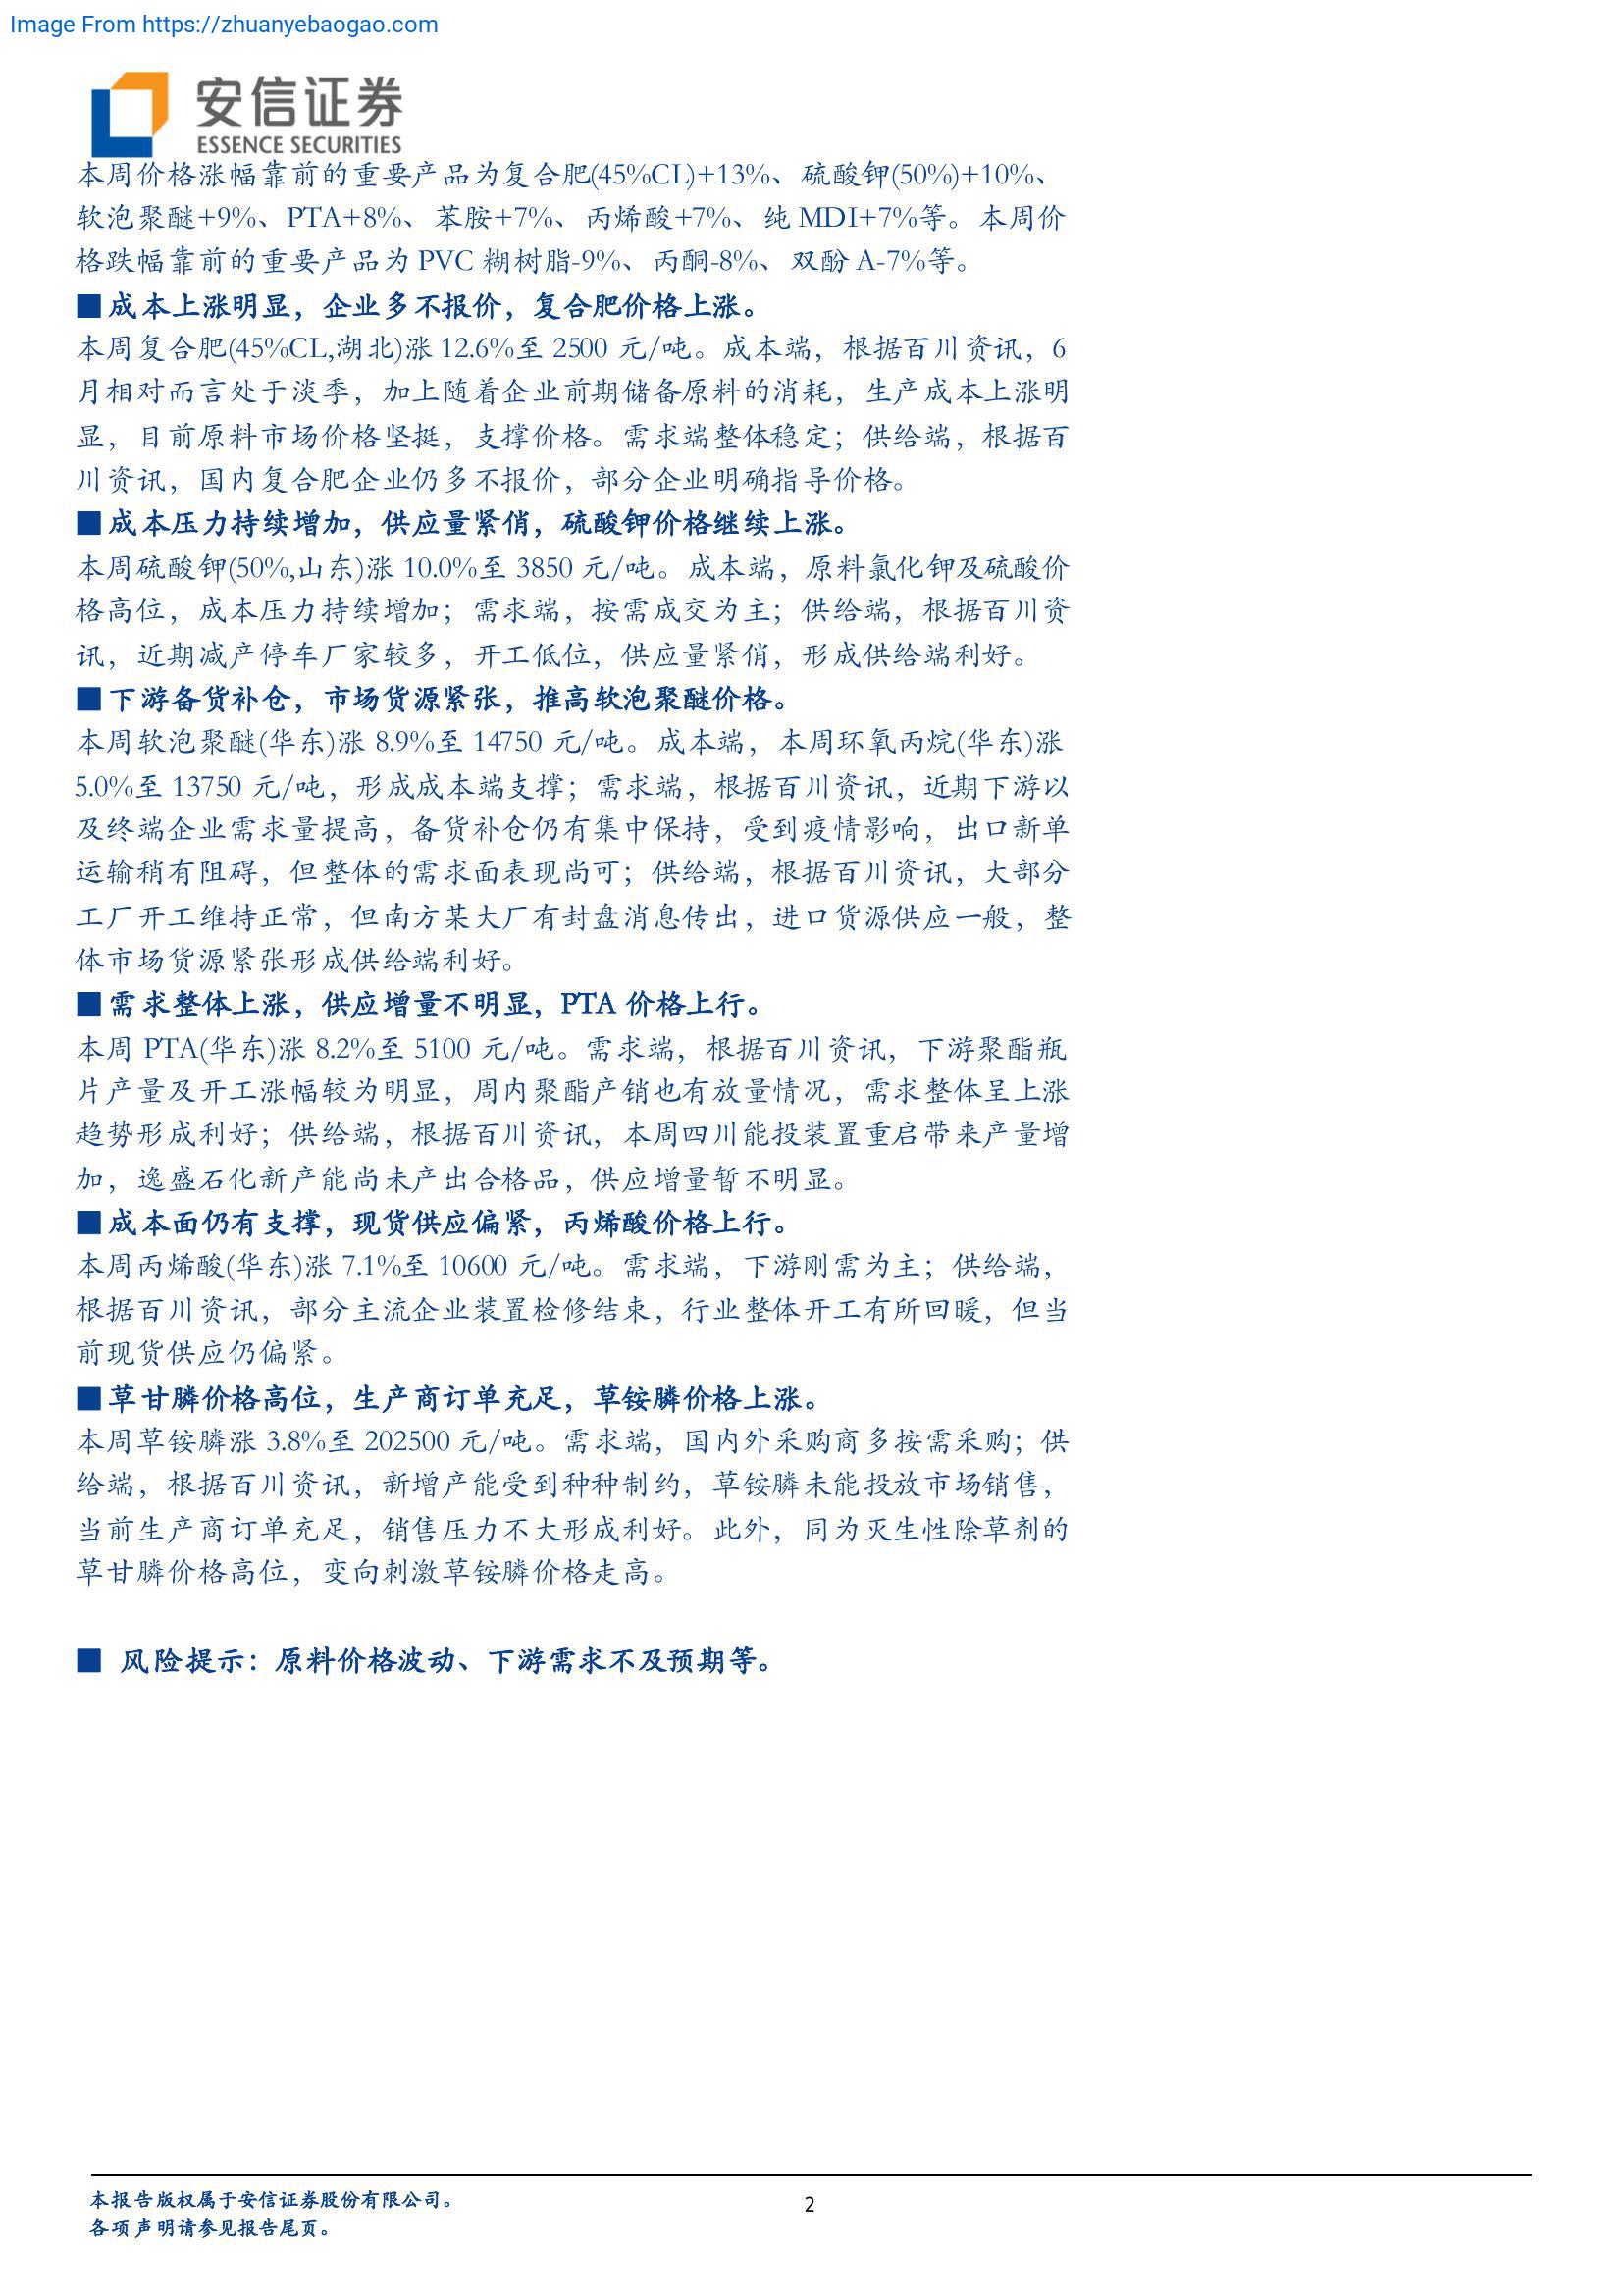 Image From https://zhuanyebaogao.com
安信证券
ESSENCE SECURITIES
本周价格涨幅靠前的重要产品为复合肥(45%CL)+13%、硫酸钾(50%)+10%、
软泡聚醚+9%、PTA+8%、苯胺+7%、丙烯酸+7%、纯 MDI+7%等。本周价
格跌幅靠前的重要产品为 PVC 糊树脂-9%、丙酮-8%、双酚 A-7%等。
■成本上涨明显，企业多不报价，复合肥价格上涨。
本周复合肥(45%CL,湖北)涨 12.6%至 2500 元/吨。成本端，根据百川资讯，6
月相对而言处于淡季，加上随着企业前期储备原料的消耗，生产成本上涨明
显，目前原料市场价格坚挺，支撑价格。需求端整体稳定；供给端，根据百
川资讯，国内复合肥企业仍多不报价，部分企业明确指导价格。
■成本压力持续增加，供应量紧俏，硫酸钾价格继续上涨。
本周硫酸钾(50%,山东)涨 10.0%至 3850 元/吨。成本端，原料氯化钾及硫酸价
格高位，成本压力持续增加；需求端，按需成交为主；供给端，根据百川资
讯，近期减产停车厂家较多，开工低位，供应量紧俏，形成供给端利好。
■下游备货补仓，市场货源紧张，推高软泡聚醚价格。
本周软泡聚醚(华东)涨 8.9%至 14750 元/吨。成本端，本周环氧丙烷(华东)涨
5.0%至 13750 元/吨，形成成本端支撑；需求端，根据百川资讯，近期下游以
及终端企业需求量提高，备货补仓仍有集中保持，受到疫情影响，出口新单
运输稍有阻碍，但整体的需求面表现尚可；供给端，根据百川资讯，大部分
工厂开工维持正常，但南方某大厂有封盘消息传出，进口货源供应一般，整
体市场货源紧张形成供给端利好。
■需求整体上涨，供应增量不明显，PTA 价格上行。
本周 PTA(华东)涨 8.2%至 5100 元/吨。需求端，根据百川资讯，下游聚酯瓶
片产量及开工涨幅较为明显，周内聚酯产销也有放量情况，需求整体呈上涨
趋势形成利好；供给端，根据百川资讯，本周四川能投装置重启带来产量增
加，逸盛石化新产能尚未产出合格品，供应增量暂不明显。
■成本面仍有支撑，现货供应偏紧，丙烯酸价格上行。
本周丙烯酸(华东)涨 7.1%至 10600 元/吨。需求端，下游刚需为主；供给端，
根据百川资讯，部分主流企业装置检修结束，行业整体开工有所回暖，但当
前现货供应仍偏紧。
■草甘膦价格高位，生产商订单充足，草铵膦价格上涨。
本周草铵膦涨 3.8%至 202500 元/吨。需求端，国内外采购商多按需采购；供
给端，根据百川资讯，新增产能受到种种制约，草铵膦未能投放市场销售，
当前生产商订单充足，销售压力不大形成利好。此外，同为灭生性除草剂的
草甘膦价格高位，变向刺激草铵膦价格走高。
■ 风险提示：原料价格波动、下游需求不及预期等。
本报告版权属于安信证券股份有限公司。
2
各项声明请参见报告尾页。